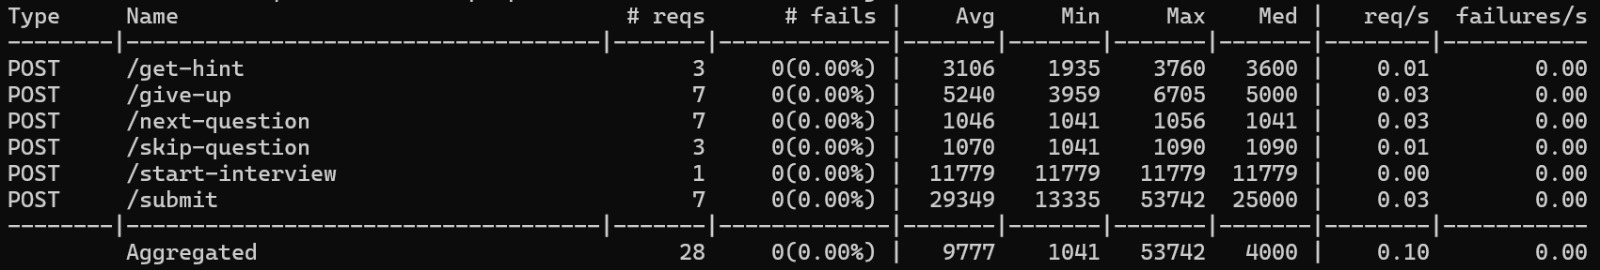 Type     Name                                  # reqs      # fails |    Avg     Min     Max    Med |   req/s  failures/s
--------|------------------------------------|-------|-------------|-------|-------|-------|-------|--------|-----------
POST     /get-hint                                  3     0(0.00%) |   3106    1935    3760   3600 |    0.01        0.00
POST     /give-up                                   7     0(0.00%) |   5240    3959    6705   5000 |    0.03        0.00
POST     /next-question                             7     0(0.00%) |   1046    1041    1056   1041 |    0.03        0.00
POST     /skip-question                             3     0(0.00%) |   1070    1041    1090   1090 |    0.01        0.00
POST     /start-interview                           1     0(0.00%) |  11779   11779   11779  11779 |    0.00        0.00
POST     /submit                                    7     0(0.00%) |  29349   13335   53742  25000 |    0.03        0.00
--------|------------------------------------|-------|-------------|-------|-------|-------|-------|--------|-----------
         Aggregated                                28     0(0.00%) |   9777    1041   53742   4000 |    0.10        0.00